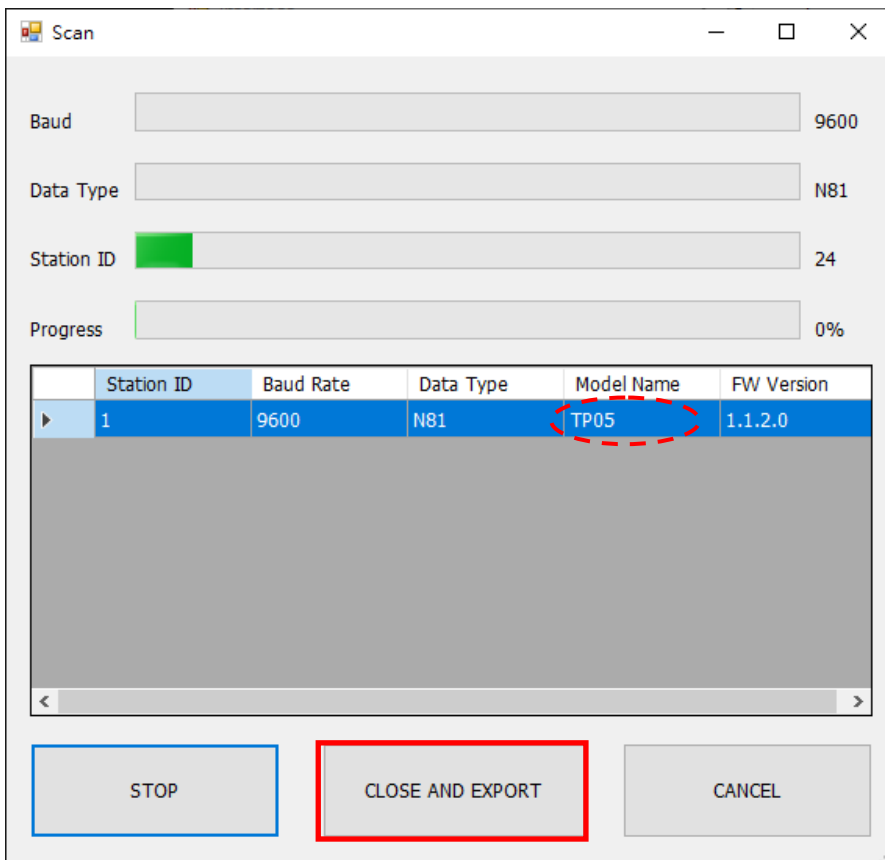 Scan
Baud 9600
Data Type N81
Station ID 24
Progress 0%
Station ID Baud Rate Data Type Model Name FW Version
1 9600 N81 TP05 1.1.2.0
STOP CLOSE AND EXPORT CANCEL